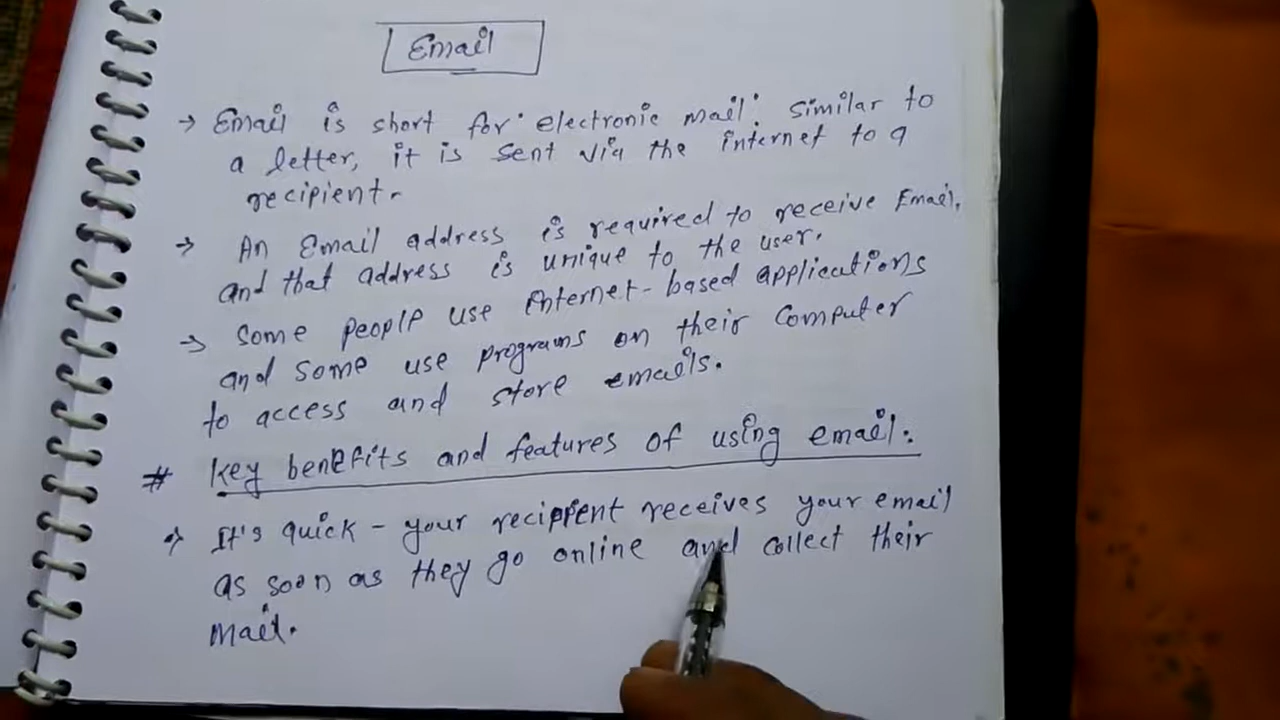 Email
→ Email is short for electronic mail. Similar to
a letter, it is sent via the internet to a
recipient.
→ An Email address is required to receive Email,
and that address is unique to the user.
→ Some people use internet-based applications
and some use programs on their computer
to access and store emails.
# Key benefits and features of using email:
→ It's quick - your recippent receives your email
as soon as they go online and collect their
mail.